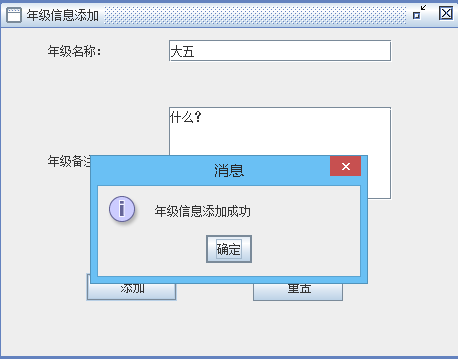 年级信息添加
年级名称:
大五
什么?
年级备注
消息
年级信息添加成功
确定
添加
重置